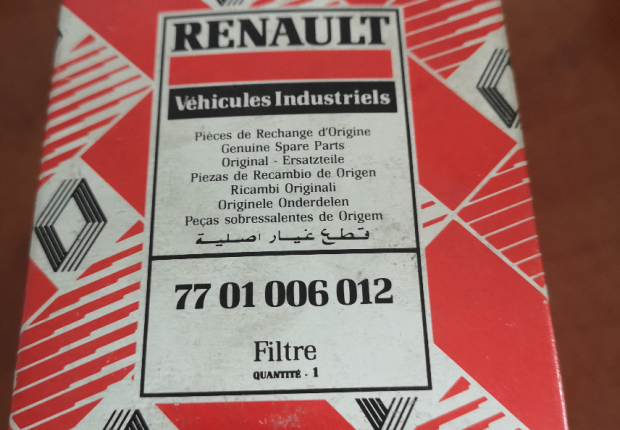 RENAULT
Véhicules Industriels
Pièces de Rechange d'Origine
Genuine Spare Parts
Original - Ersatzteile
Piezas de Recambio de Origen
Ricambi Originali
Originele Onderdelen
Peças sobressalentes de Origem
قطع غيار اصلية
77 01 006 012
Filtre
QUANTITÉ - 1